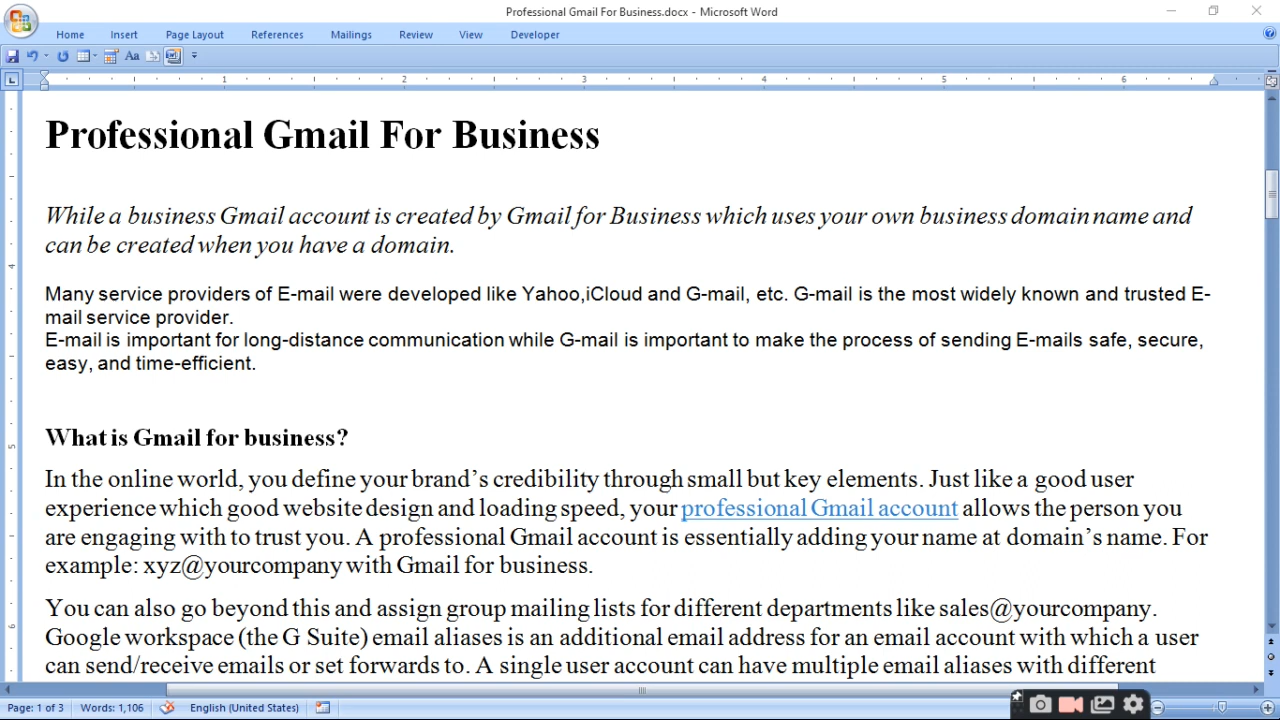 Professional Gmail For Business.docx - Microsoft Word
Home Insert Page Layout References Mailings Review View Developer
Aa
1 2 3 4 5 6
Professional Gmail For Business
While a business Gmail account is created by Gmail for Business which uses your own business domain name and
can be created when you have a domain.
4
Many service providers of E-mail were developed like Yahoo,iCloud and G-mail, etc. G-mail is the most widely known and trusted E-
mail service provider.
E-mail is important for long-distance communication while G-mail is important to make the process of sending E-mails safe, secure,
easy, and time-efficient.
What is Gmail for business?
5
In the online world, you define your brand’s credibility through small but key elements. Just like a good user
experience which good website design and loading speed, your professional Gmail account allows the person you
are engaging with to trust you. A professional Gmail account is essentially adding your name at domain’s name. For
example: xyz@yourcompany with Gmail for business.
You can also go beyond this and assign group mailing lists for different departments like sales@yourcompany.
6
Google workspace (the G Suite) email aliases is an additional email address for an email account with which a user
can send/receive emails or set forwards to. A single user account can have multiple email aliases with different
Page: 1 of 3 Words: 1,106 English (United States)